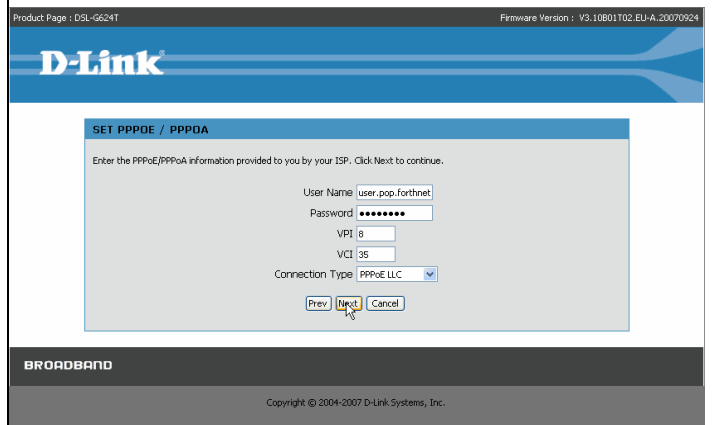 Product Page : DSL-G624T Firmware Version : V3.10B01T02.EU-A.20070924
D-Link
SET PPPOE / PPPOA
Enter the PPPoE/PPPoA information provided to you by your ISP. Click Next to continue.
User Name user.pop.forthnet
Password ●●●●●●●●
VPI 8
VCI 35
Connection Type PPPoE LLC
Prev Next Cancel
BROADBAND
Copyright © 2004-2007 D-Link Systems, Inc.